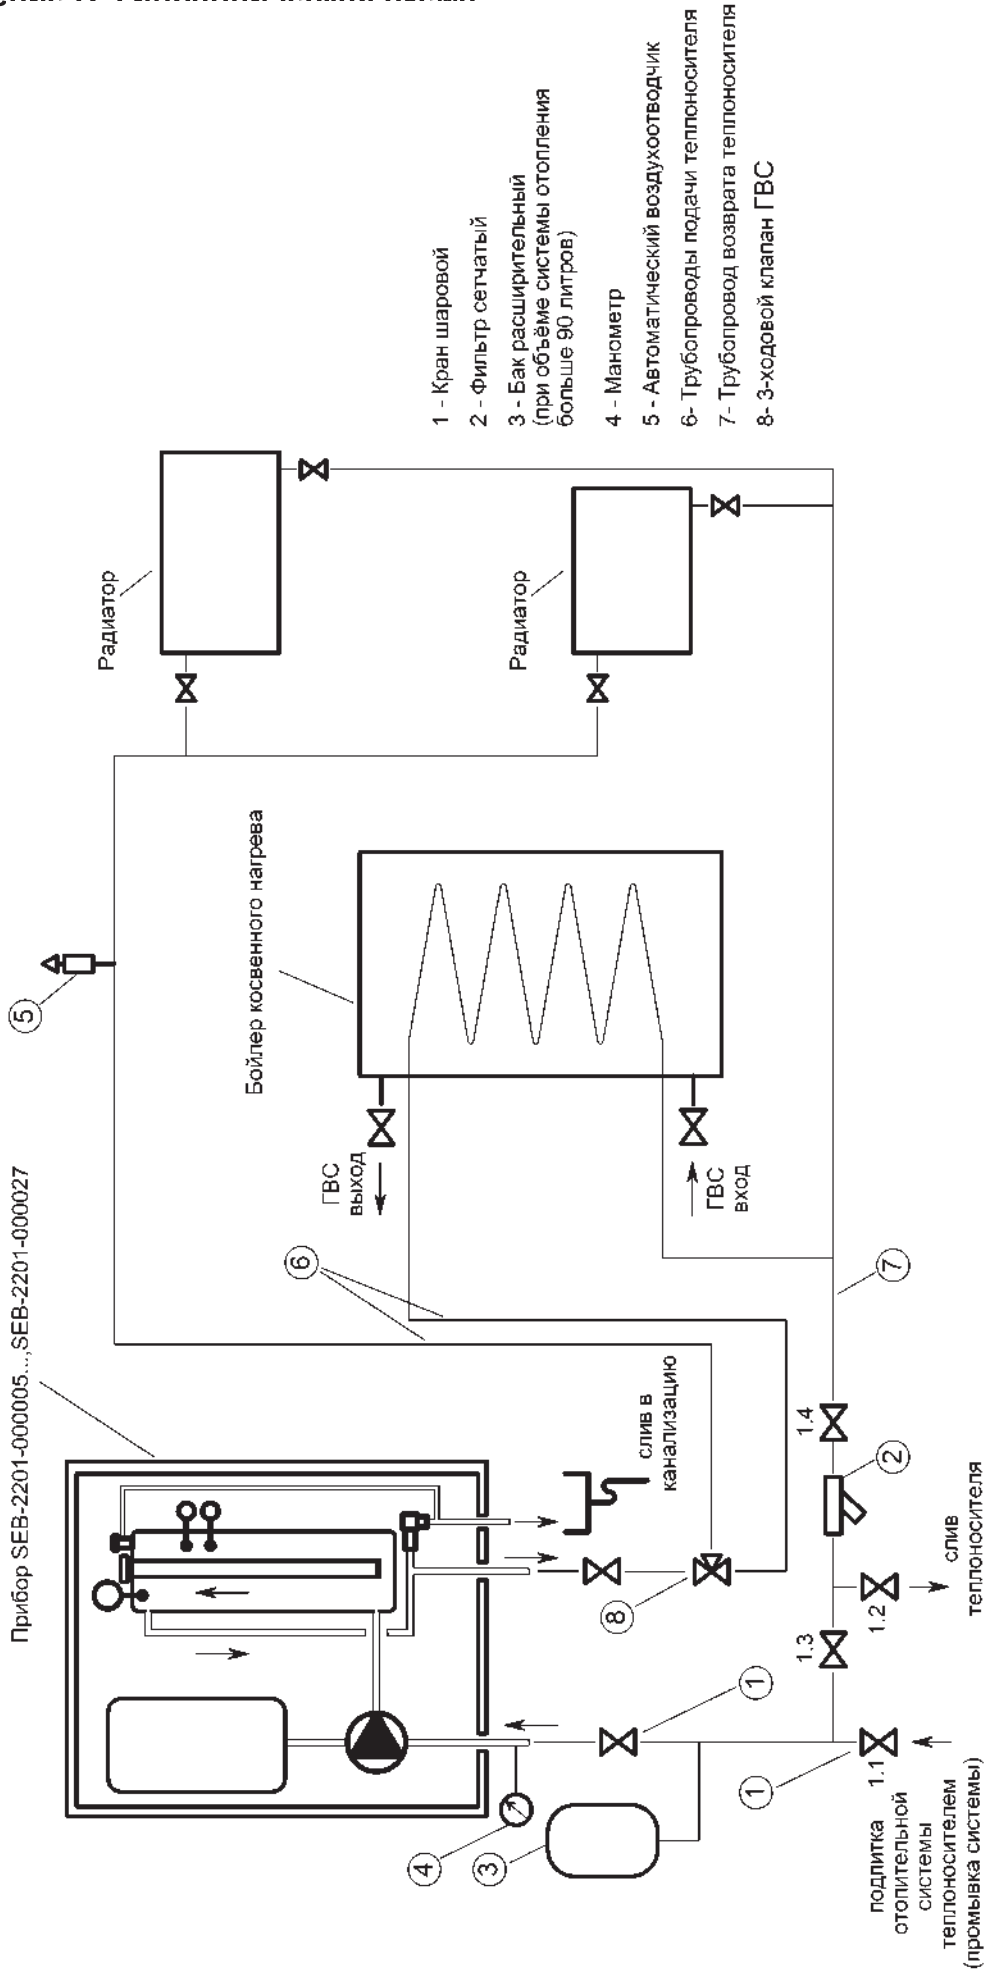 Прибор SEB-2201-000005...,SEB-2201-000027
5
Радиатор
Бойлер косвенного нагрева
ГВС
выход
ГВС
вход
Радиатор
6
слив в
канализацию
8
4
3
1
1
1.1
1.3
1.2
1.4
2
7
подпитка
отопительной
системы
теплоносителем
(промывка системы)
слив
теплоносителя
1 - Кран шаровой
2 - Фильтр сетчатый
3 - Бак расширительный
(при объёме системы отопления
больше 90 литров)
4 - Манометр
5 - Автоматический воздухоотводчик
6- Трубопроводы подачи теплоносителя
7- Трубопровод возврата теплоносителя
8- 3-ходовой клапан ГВС